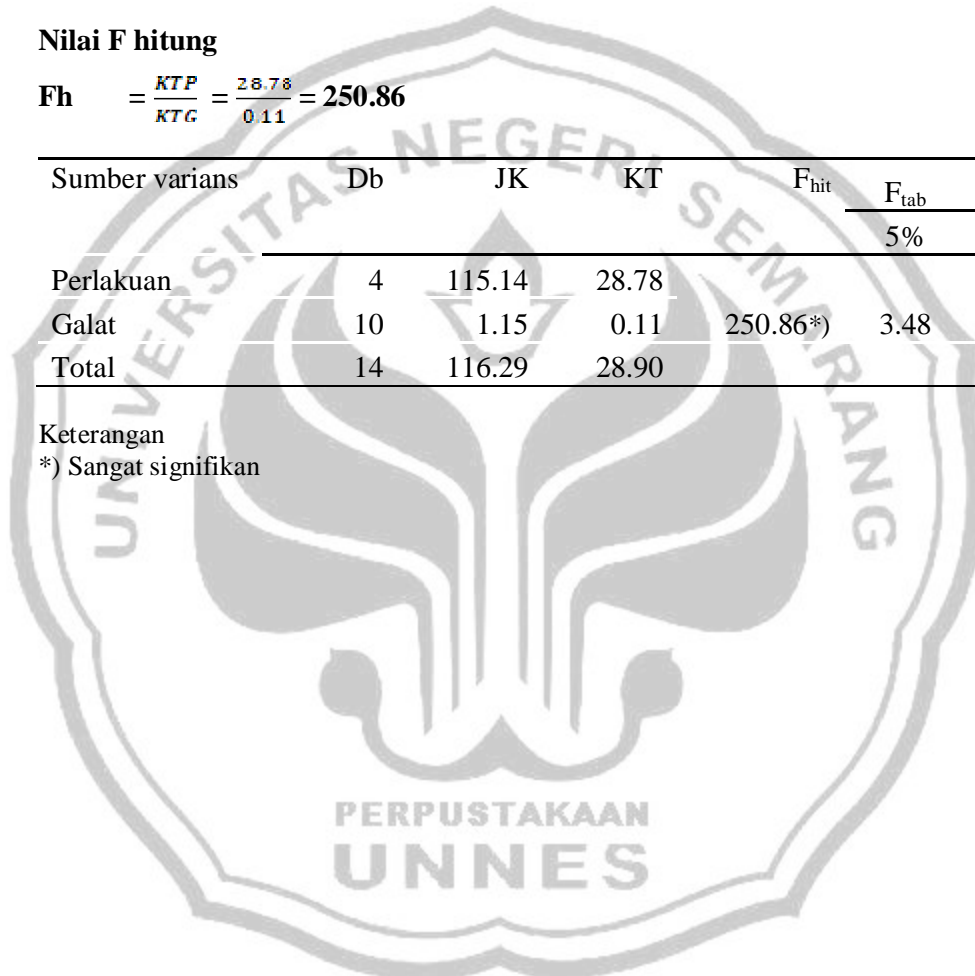 Nilai F hitung
Fh = KTP/KTG = 28.78/0.11 = 250.86
Sumber varians Db JK KT Fhit Ftab
5%
Perlakuan 4 115.14 28.78
Galat 10 1.15 0.11 250.86*) 3.48
Total 14 116.29 28.90
Keterangan
*) Sangat signifikan
UNIVERSITAS NEGERI SEMARANG
PERPUSTAKAAN
UNNES